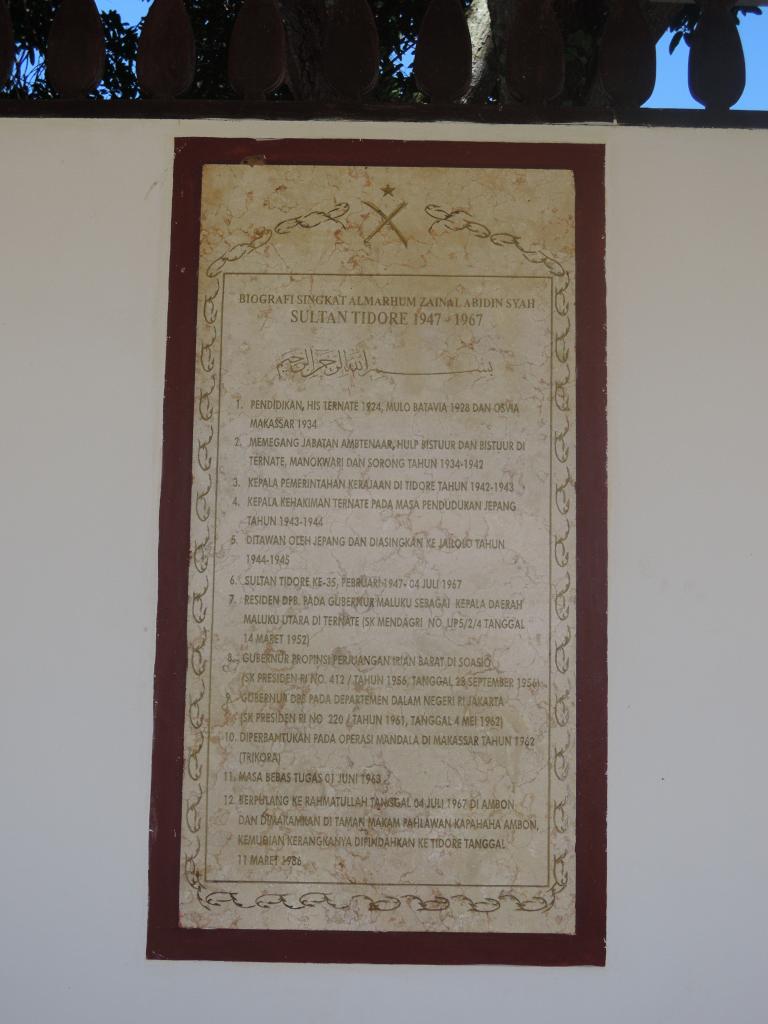 BIOGRAFI SINGKAT ALMARHUM ZAINAL ABIDIN SYAH
SULTAN TIDORE 1947 - 1967
بسم الله الرحمن الرحيم
1. PENDIDIKAN, HIS TERNATE 1924, MULO BATAVIA 1928 DAN OSVIA
MAKASSAR 1934
2. MEMEGANG JABATAN AMBTENAAR, HULP BISTUUR DAN BISTUUR DI
TERNATE, MANOKWARI DAN SORONG TAHUN 1934-1942
3. KEPALA PEMERINTAHAN KERAJAAN DI TIDORE TAHUN 1942-1943
4. KEPALA KEHAKIMAN TERNATE PADA MASA PENDUDUKAN JEPANG
TAHUN 1943-1944
5. DITAWAN OLEH JEPANG DAN DIASINGKAN KE JAILOLO TAHUN
1944-1945
6. SULTAN TIDORE KE-35, PEBRUARI 1947- 04 JULI 1967
7. RESIDEN DPB. PADA GUBERNUR MALUKU SEBAGAI KEPALA DAERAH
MALUKU UTARA DI TERNATE (SK MENDAGRI NO. UP5/2/4 TANGGAL
14 MARET 1952)
8. GUBERNUR PROPINSI PERJUANGAN IRIAN BARAT DI SOASIO
(SK PRESIDEN RI NO. 412 / TAHUN 1956, TANGGAL 23 SEPTEMBER 1956)
9. GUBERNUR DPB PADA DEPARTEMEN DALAM NEGERI RI JAKARTA
(SK PRESIDEN RI NO 220 / TAHUN 1961, TANGGAL 4 MEI 1962)
10. DIPERBANTUKAN PADA OPERASI MANDALA DI MAKASSAR TAHUN 1962
(TRIKORA)
11. MASA BEBAS TUGAS 01 JUNI 1963
12. BERPULANG KE RAHMATULLAH TANGGAL 04 JULI 1967 DI AMBON
DAN DIMAKAMKAN DI TAMAN MAKAM PAHLAWAN KAPAHAHA AMBON,
KEMUDIAN KERANGKANYA DIPINDAHKAN KE TIDORE TANGGAL
11 MARET 1986